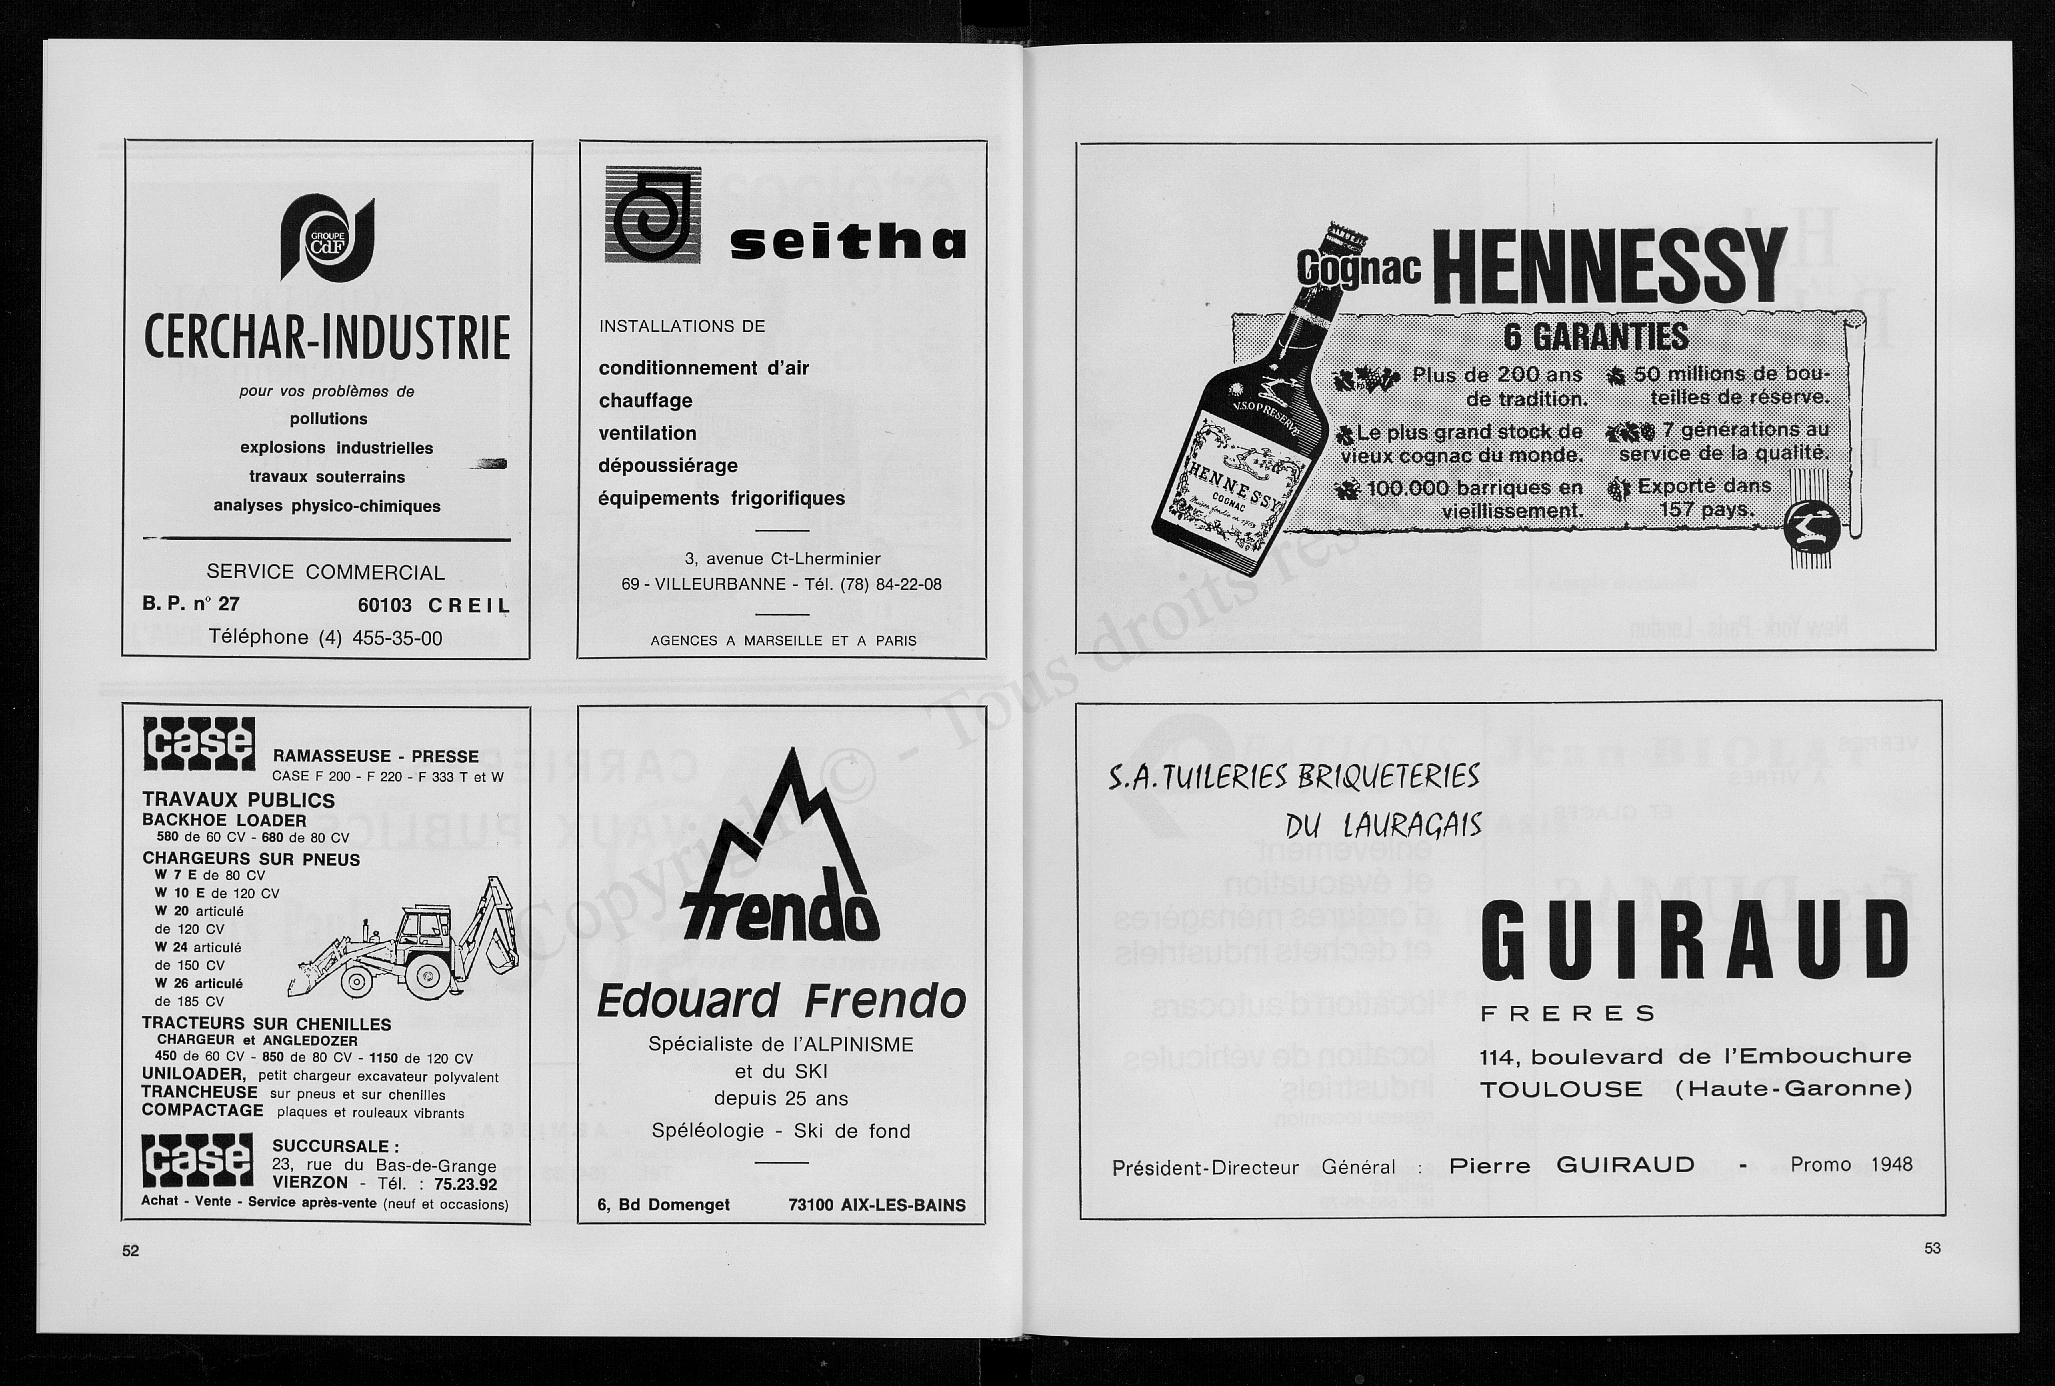 GROUPE
CdF
CERCHAR-INDUSTRIE
pour vos problèmes de
pollutions
explosions industrielles
travaux souterrains
analyses physico-chimiques
SERVICE COMMERCIAL
B. P. n° 27 60103 CREIL
Téléphone (4) 455-35-00
seitha
INSTALLATIONS DE
conditionnement d'air
chauffage
ventilation
dépoussiérage
équipements frigorifiques
3, avenue Ct-Lherminier
69 - VILLEURBANNE - Tél. (78) 84-22-08
AGENCES A MARSEILLE ET A PARIS
case
RAMASSEUSE - PRESSE
CASE F 200 - F 220 - F 333 T et W
TRAVAUX PUBLICS
BACKHOE LOADER
580 de 60 CV - 680 de 80 CV
CHARGEURS SUR PNEUS
W 7 E de 80 CV
W 10 E de 120 CV
W 20 articulé
de 120 CV
W 24 articulé
de 150 CV
W 26 articulé
de 185 CV
TRACTEURS SUR CHENILLES
CHARGEUR et ANGLEDOZER
450 de 60 CV - 850 de 80 CV - 1150 de 120 CV
UNILOADER, petit chargeur excavateur polyvalent
TRANCHEUSE sur pneus et sur chenilles
COMPACTAGE plaques et rouleaux vibrants
case
SUCCURSALE :
23, rue du Bas-de-Grange
VIERZON - Tél. : 75.23.92
Achat - Vente - Service après-vente (neuf et occasions)
frendo
Edouard Frendo
Spécialiste de l'ALPINISME
et du SKI
depuis 25 ans
Spéléologie - Ski de fond
6, Bd Domenget 73100 AIX-LES-BAINS
52
Cognac HENNESSY
6 GARANTIES
Plus de 200 ans
de tradition.
Le plus grand stock de
vieux cognac du monde.
100.000 barriques en
vieillissement.
50 millions de bou-
teilles de réserve.
7 générations au
service de la qualité.
Exporté dans
157 pays.
V.S.O.P RESERVE
HENNESSY
COGNAC
S.A. TUILERIES BRIQUETERIES
DU LAURAGAIS
GUIRAUD
FRERES
114, boulevard de l'Embouchure
TOULOUSE (Haute-Garonne)
Président-Directeur Général : Pierre GUIRAUD - Promo 1948
53
Copyright © - Tous droits